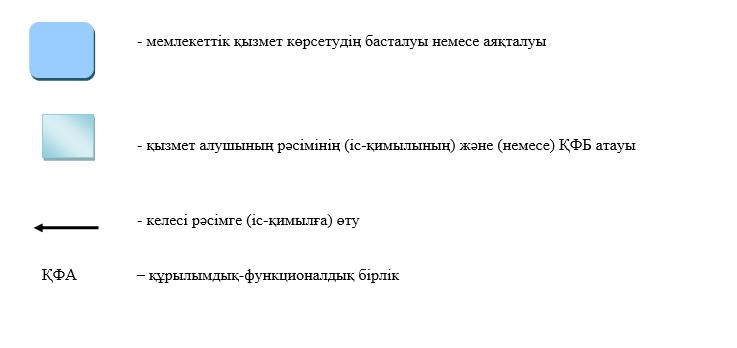 - мемлекеттік қызмет көрсетудің басталуы немесе аяқталуы
- қызмет алушының рәсімінің (іс-қимылының) және (немесе) ҚФБ атауы
- келесі рәсімге (іс-қимылға) өту
ҚФА – құрылымдық-функционалдық бірлік